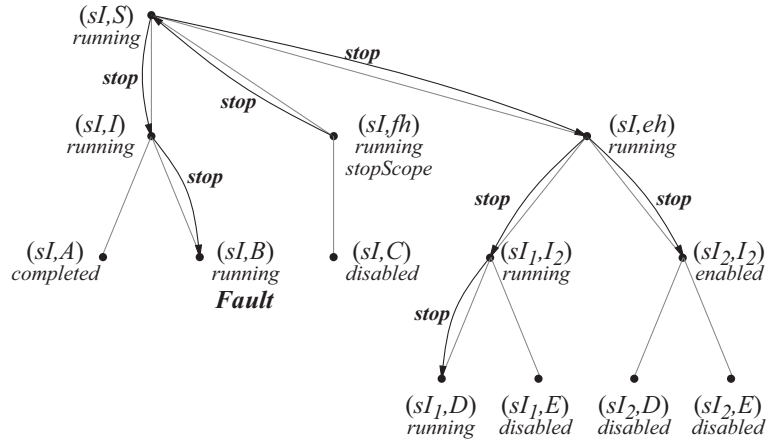 (sI,S)
running
stop
stop
stop
(sI,I)
running
(sI,fh)
running
stopScope
(sI,eh)
running
stop
stop
stop
(sI,A)
completed
(sI,B)
running
Fault
(sI,C)
disabled
(sI₁,I₂)
running
(sI₂,I₂)
enabled
stop
(sI₁,D)
running
(sI₁,E)
disabled
(sI₂,D)
disabled
(sI₂,E)
disabled